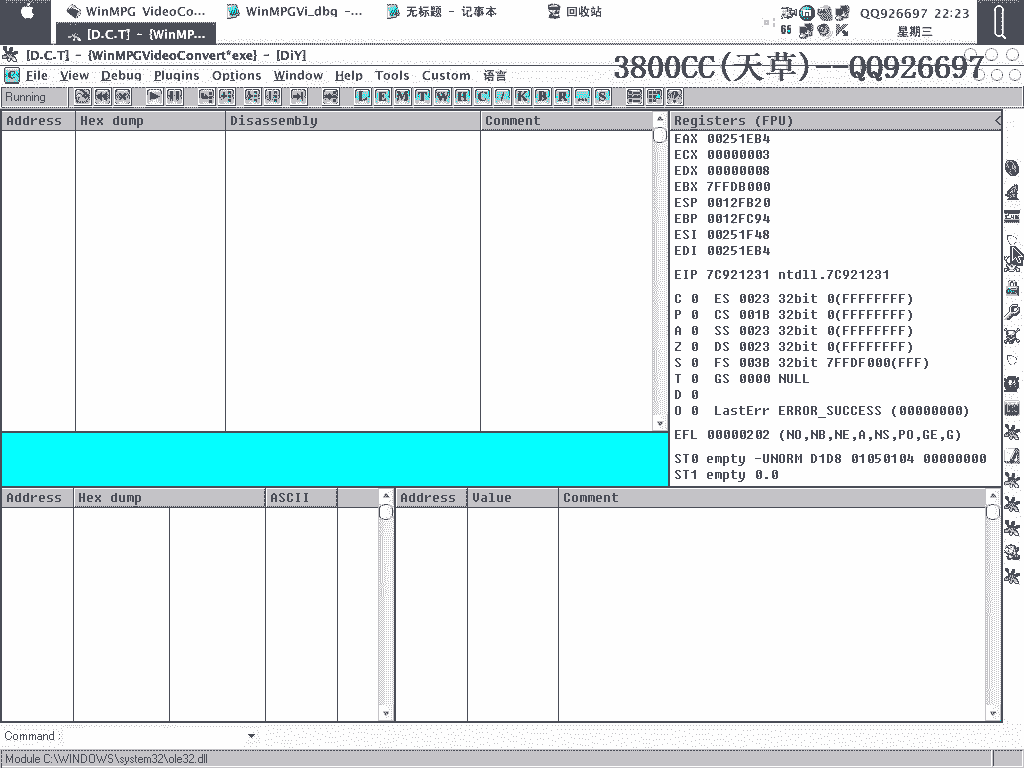 WinMPG VideoCo...
WinMPGVi_dbq -...
无标题 - 记事本
回收站
[D.C.T] - {WinMP...
65
QQ926697 22:23
星期三
[D.C.T] - {WinMPGVideoConvert*exe} - [DiY]
File View Debug Plugins Options Window Help Tools Custom 语言
3800CC(天草)--QQ926697
Running
L E M T W H C / K B R ... S
Address Hex dump Disassembly Comment
Registers (FPU) <
EAX 00251EB4
ECX 00000003
EDX 00000008
EBX 7FFDB000
ESP 0012FB20
EBP 0012FC94
ESI 00251F48
EDI 00251EB4
EIP 7C921231 ntdll.7C921231
C 0 ES 0023 32bit 0(FFFFFFFF)
P 0 CS 001B 32bit 0(FFFFFFFF)
A 0 SS 0023 32bit 0(FFFFFFFF)
Z 0 DS 0023 32bit 0(FFFFFFFF)
S 0 FS 003B 32bit 7FFDF000(FFF)
T 0 GS 0000 NULL
D 0
O 0 LastErr ERROR_SUCCESS (00000000)
EFL 00000202 (NO,NB,NE,A,NS,PO,GE,G)
ST0 empty -UNORM D1D8 01050104 00000000
ST1 empty 0.0
Address Hex dump ASCII
Address Value Comment
Command :
Module C:\WINDOWS\system32\ole32.dll